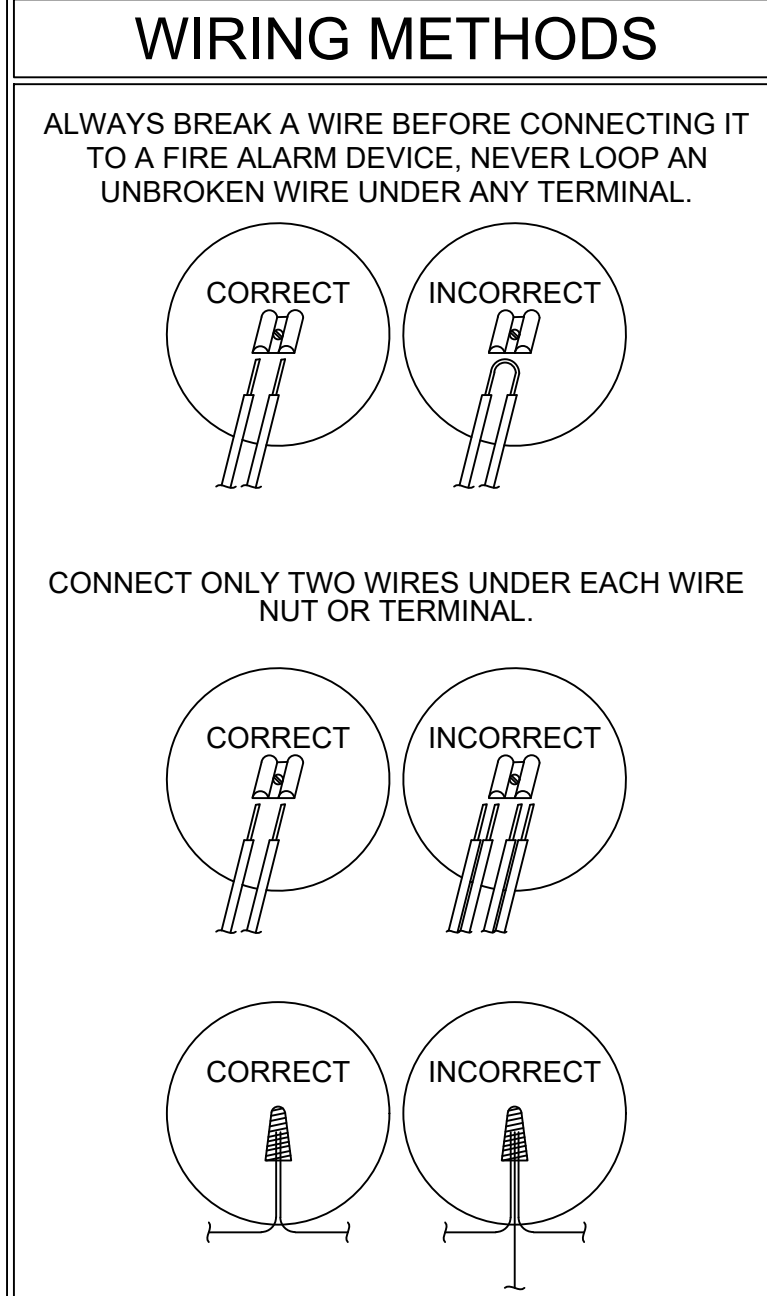 WIRING METHODS
ALWAYS BREAK A WIRE BEFORE CONNECTING IT
TO A FIRE ALARM DEVICE, NEVER LOOP AN
UNBROKEN WIRE UNDER ANY TERMINAL.
CORRECT
INCORRECT
CONNECT ONLY TWO WIRES UNDER EACH WIRE
NUT OR TERMINAL.
CORRECT
INCORRECT
CORRECT
INCORRECT